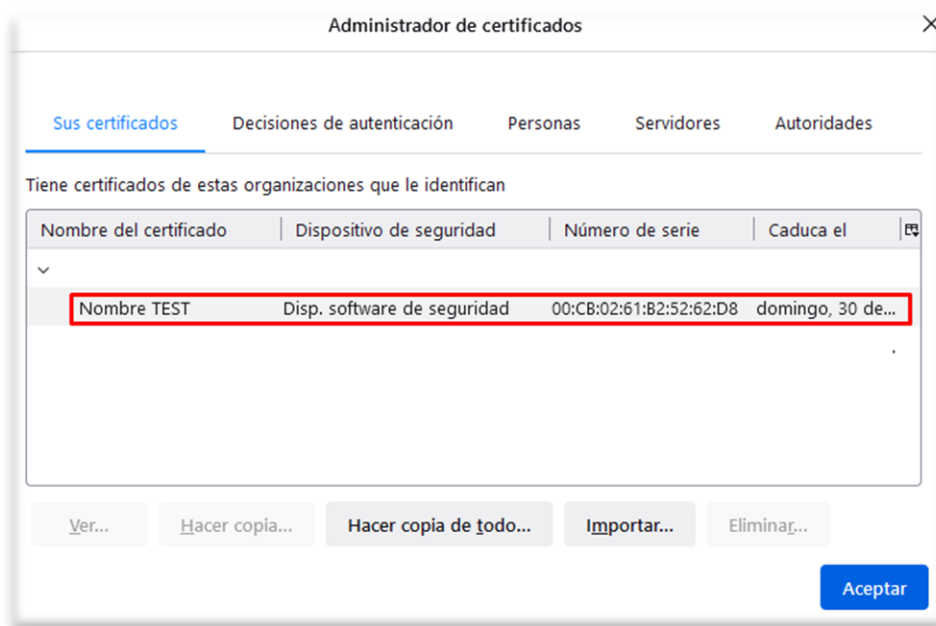 Administrador de certificados
Sus certificados Decisiones de autenticación Personas Servidores Autoridades
Tiene certificados de estas organizaciones que le identifican
Nombre del certificado Dispositivo de seguridad Número de serie Caduca el
Nombre TEST Disp. software de seguridad 00:CB:02:61:B2:52:62:D8 domingo, 30 de...
Ver... Hacer copia... Hacer copia de todo... Importar... Eliminar...
Aceptar